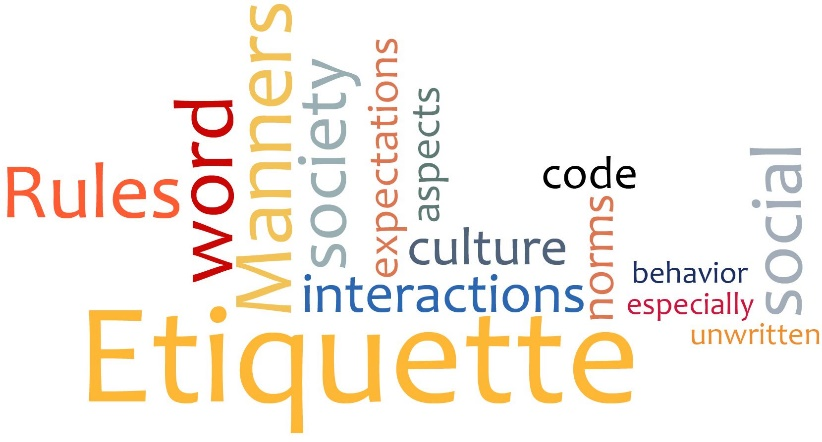 Rules
word
Manners
society
expectations
aspects
culture
interactions
code
norms
behavior
especially
unwritten
social
Etiquette